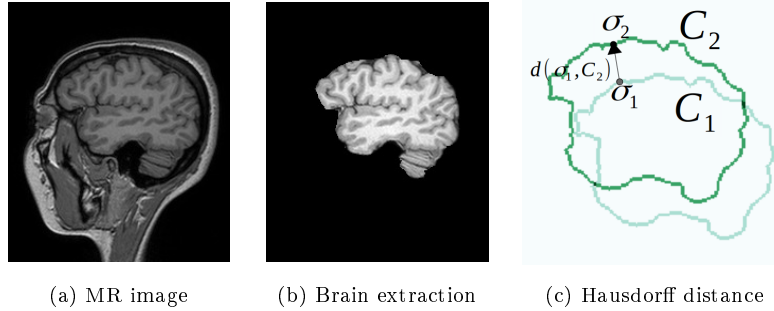 σ₂
C₂
d(σ₁,C₂)
σ₁
C₁
(a) MR image
(b) Brain extraction
(c) Hausdorff distance